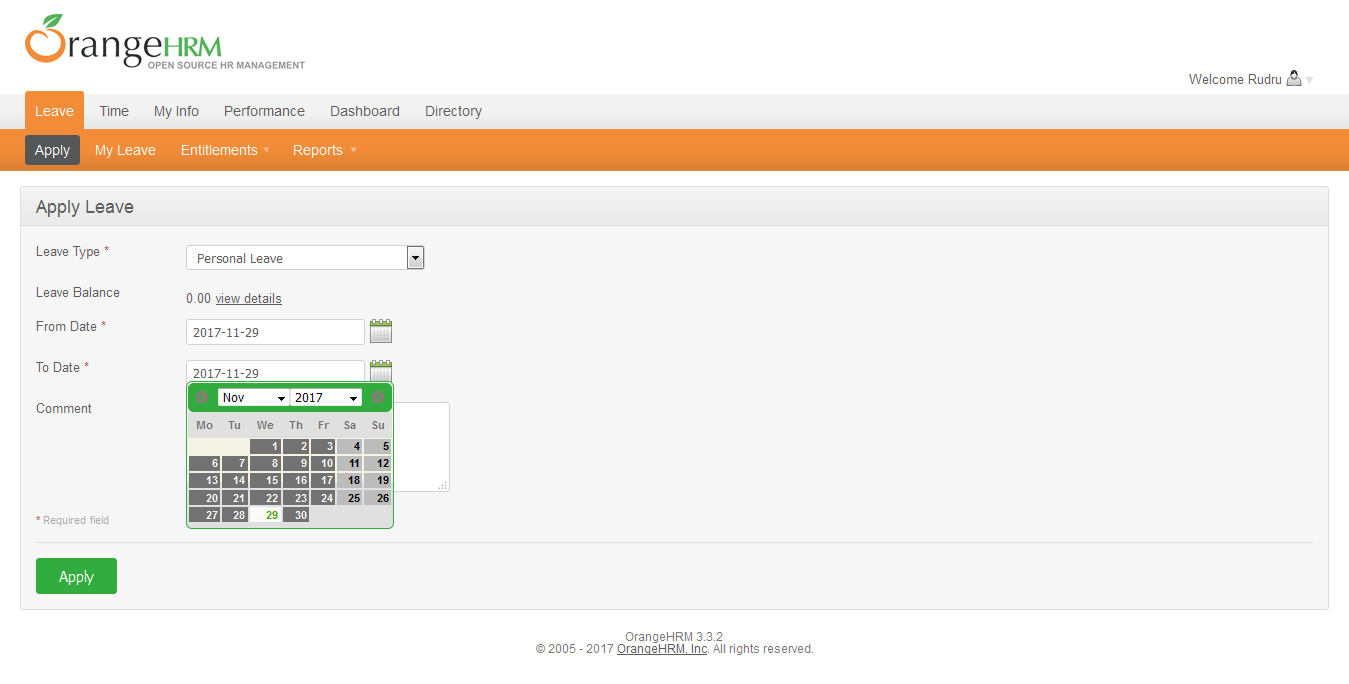 OrangeHRM
OPEN SOURCE HR MANAGEMENT
Welcome Rudru
Leave Time My Info Performance Dashboard Directory
Apply My Leave Entitlements Reports
Apply Leave
Leave Type * Personal Leave
Leave Balance 0.00 view details
From Date * 2017-11-29
To Date * 2017-11-29
Comment
Nov 2017
Mo Tu We Th Fr Sa Su
1 2 3 4 5
6 7 8 9 10 11 12
13 14 15 16 17 18 19
20 21 22 23 24 25 26
27 28 29 30
* Required field
Apply
OrangeHRM 3.3.2
© 2005 - 2017 OrangeHRM, Inc. All rights reserved.